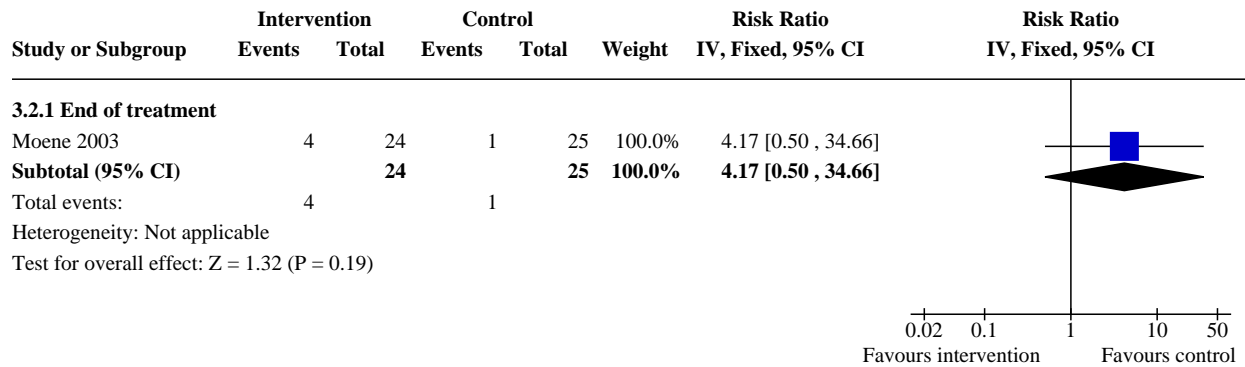 Intervention Control Risk Ratio Risk Ratio
Study or Subgroup Events Total Events Total Weight IV, Fixed, 95% CI IV, Fixed, 95% CI
3.2.1 End of treatment
Moene 2003 4 24 1 25 100.0% 4.17 [0.50 , 34.66]
Subtotal (95% CI) 24 25 100.0% 4.17 [0.50 , 34.66]
Total events: 4 1
Heterogeneity: Not applicable
Test for overall effect: Z = 1.32 (P = 0.19)
0.02 0.1 1 10 50
Favours intervention Favours control